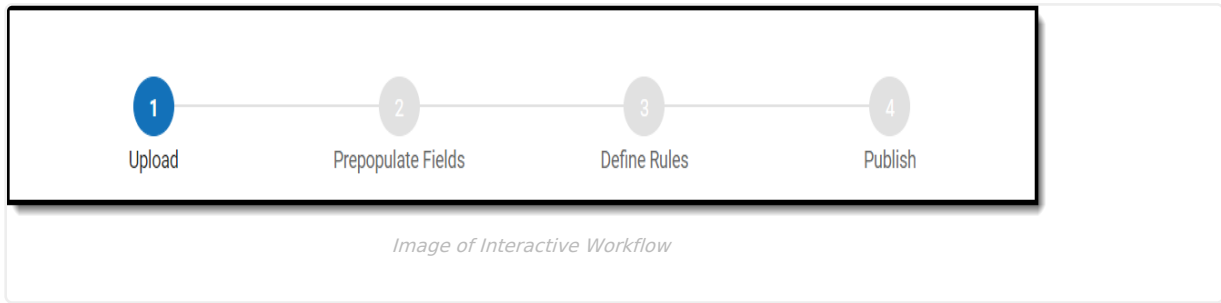 1 2 3 4
Upload Prepopulate Fields Define Rules Publish
Image of Interactive Workflow